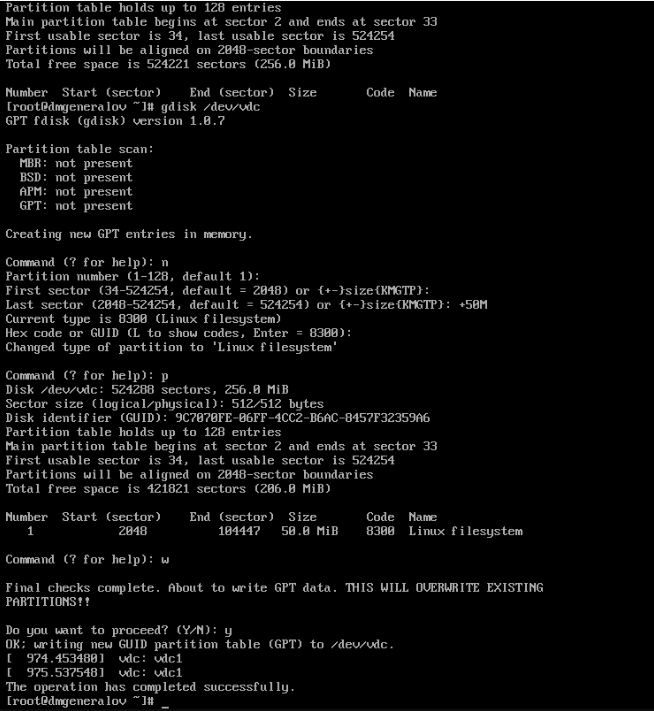 Partition table holds up to 128 entries
Main partition table begins at sector 2 and ends at sector 33
First usable sector is 34, last usable sector is 524254
Partitions will be aligned on 2048-sector boundaries
Total free space is 524221 sectors (256.0 MiB)
Number  Start (sector)    End (sector)  Size       Code  Name
[root@dmgeneralov ~]# gdisk /dev/vdc
GPT fdisk (gdisk) version 1.0.7
Partition table scan:
  MBR: not present
  BSD: not present
  APM: not present
  GPT: not present
Creating new GPT entries in memory.
Command (? for help): n
Partition number (1-128, default 1):
First sector (34-524254, default = 2048) or {+-}size{KMGTP}:
Last sector (2048-524254, default = 524254) or {+-}size{KMGTP}: +50M
Current type is 8300 (Linux filesystem)
Hex code or GUID (L to show codes, Enter = 8300):
Changed type of partition to 'Linux filesystem'
Command (? for help): p
Disk /dev/vdc: 524288 sectors, 256.0 MiB
Sector size (logical/physical): 512/512 bytes
Disk identifier (GUID): 9C7070FE-06FF-4CC2-B6AC-8457F32359A6
Partition table holds up to 128 entries
Main partition table begins at sector 2 and ends at sector 33
First usable sector is 34, last usable sector is 524254
Partitions will be aligned on 2048-sector boundaries
Total free space is 421821 sectors (206.0 MiB)
Number  Start (sector)    End (sector)  Size       Code  Name
   1            2048          104447   50.0 MiB    8300  Linux filesystem
Command (? for help): w
Final checks complete. About to write GPT data. THIS WILL OVERWRITE EXISTING
PARTITIONS!!
Do you want to proceed? (Y/N): y
OK; writing new GUID partition table (GPT) to /dev/vdc.
[  974.453480]  vdc: vdc1
[  975.537548]  vdc: vdc1
The operation has completed successfully.
[root@dmgeneralov ~]# _